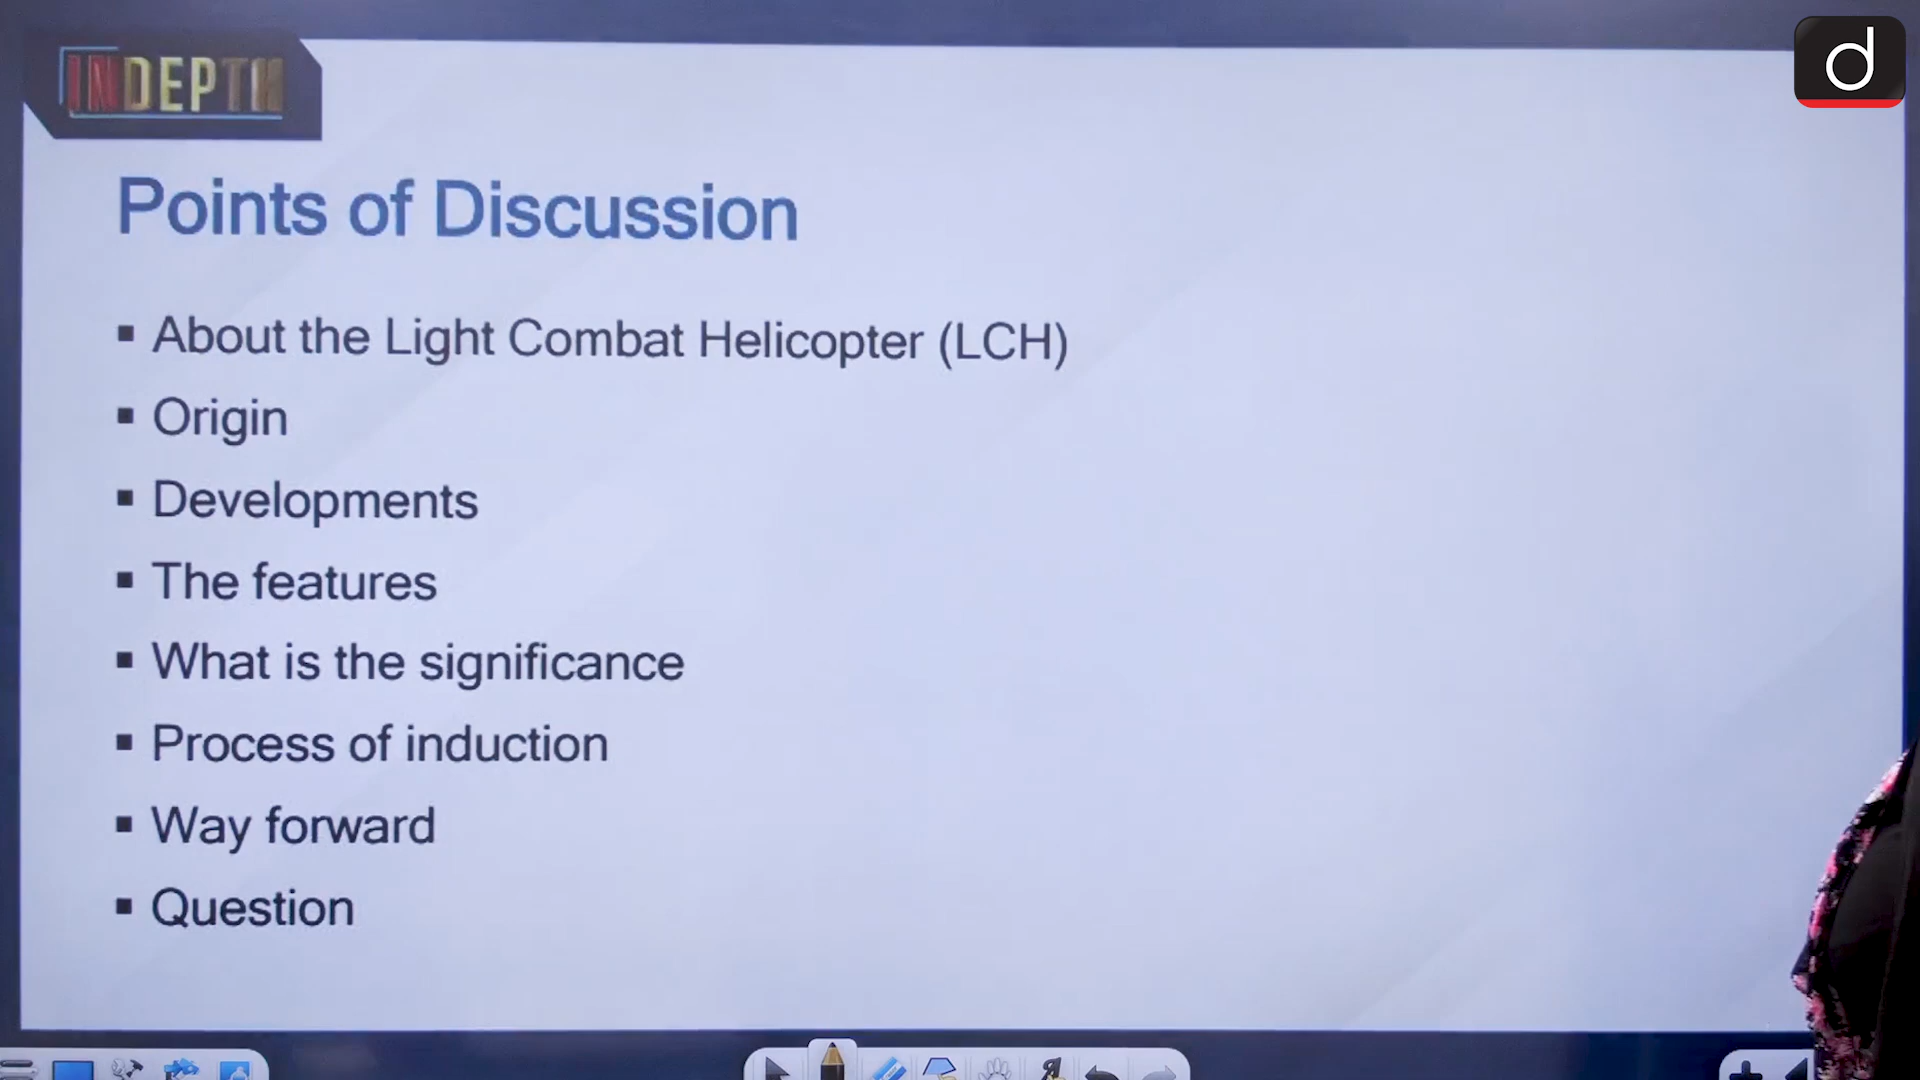 INDEPTH
d
Points of Discussion
▪ About the Light Combat Helicopter (LCH)
▪ Origin
▪ Developments
▪ The features
▪ What is the significance
▪ Process of induction
▪ Way forward
▪ Question